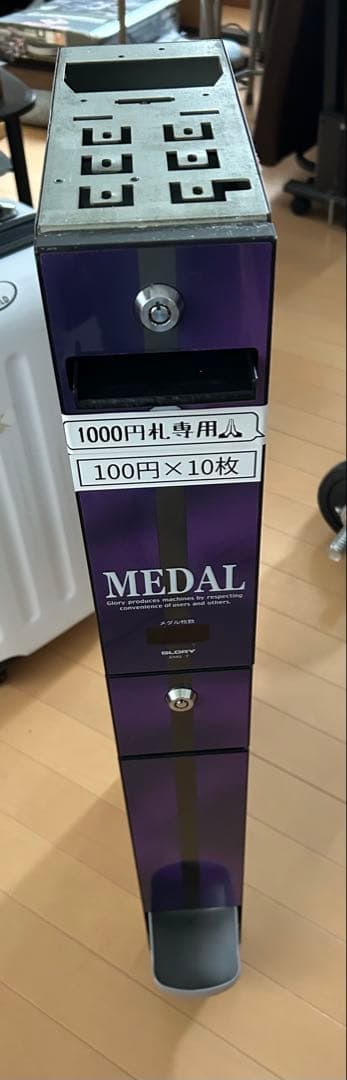 1000円札専用🙏
100円×10枚
MEDAL
Glory produces machines by respecting
convenience of users and others.
メダル枚数
GLORY